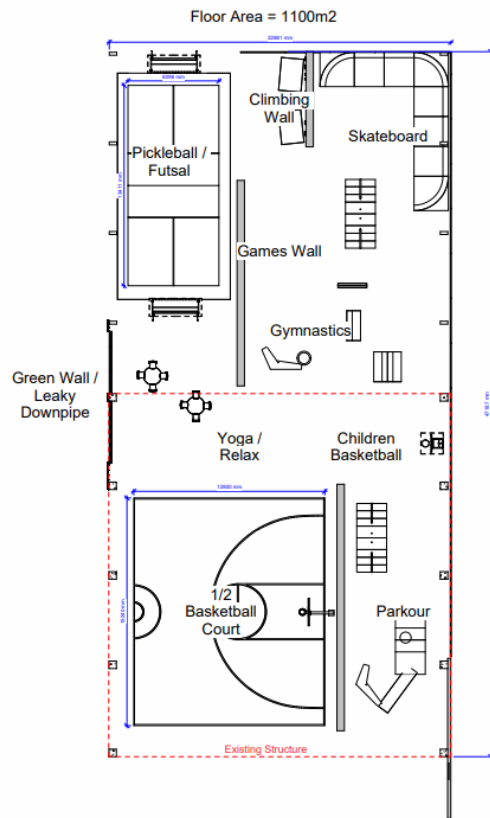 Floor Area = 1100m2
Climbing
Wall
Skateboard
Pickleball /
Futsal
Games Wall
Gymnastics
Green Wall /
Leaky
Downpipe
Yoga /
Relax
Children
Basketball
1/2
Basketball
Court
Parkour
Existing Structure